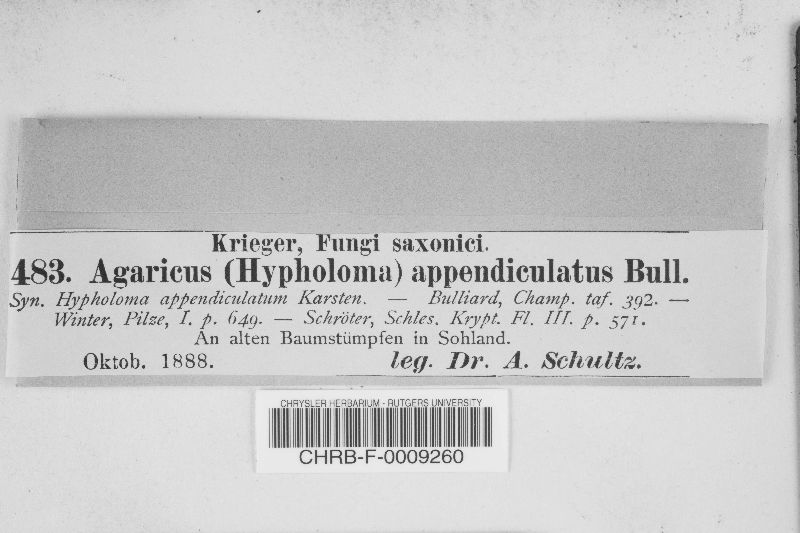 Krieger, Fungi saxonici.
483. Agaricus (Hypholoma) appendiculatus Bull.
Syn. Hypholoma appendiculatum Karsten. — Bulliard, Champ. taf. 392. —
Winter, Pilze, I. p. 649. — Schröter, Schles. Krypt. Fl. III. p. 571.
An alten Baumstümpfen in Sohland.
Oktob. 1888. leg. Dr. A. Schultz.
CHRYSLER HERBARIUM - RUTGERS UNIVERSITY
CHRB-F-0009260